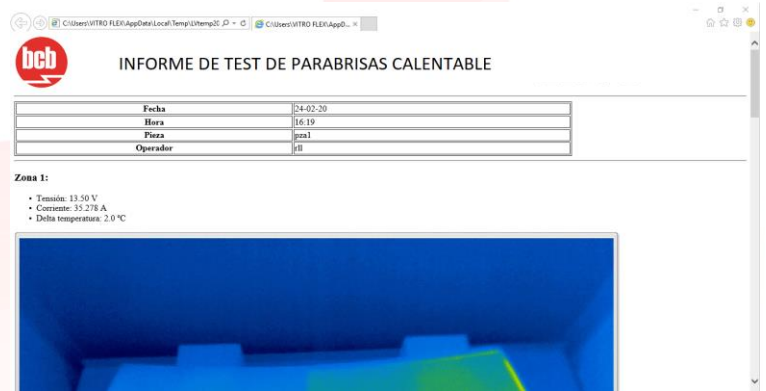 C:\Users\VITRO FLEX\AppData\Local\Temp\LVtemp20
C:\Users\VITRO FLEX\AppD...
bcb
INFORME DE TEST DE PARABRISAS CALENTABLE
Fecha 24-02-20
Hora 16:19
Pieza pza1
Operador rll
Zona 1:
• Tensión: 13.50 V
• Corriente: 35.278 A
• Delta temperatura: 2.0 ºC